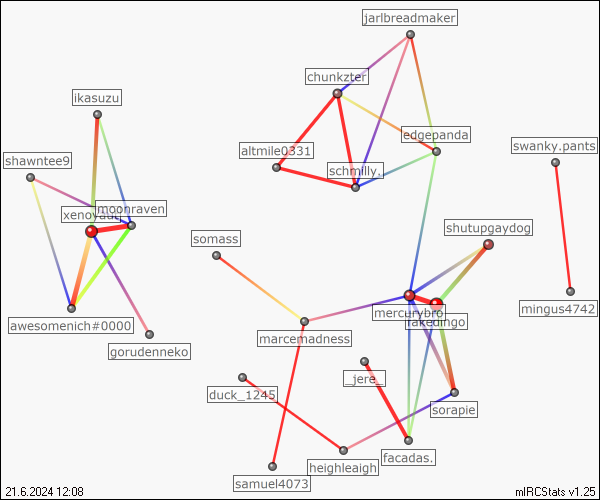 jarlbreadmaker
chunkzter
ikasuzu
edgepanda
swanky.pants
altmile0331
shawntee9
schmilly.
moonraven
shutupgaydog
somass
mingus4742
mercurybro
fakedingo
awesomenich#0000
marcemadness
gorudenneko
_jere_
duck_1245
sorapie
facadas.
heighleaigh
samuel4073
21.6.2024 12:08
mIRCStats v1.25